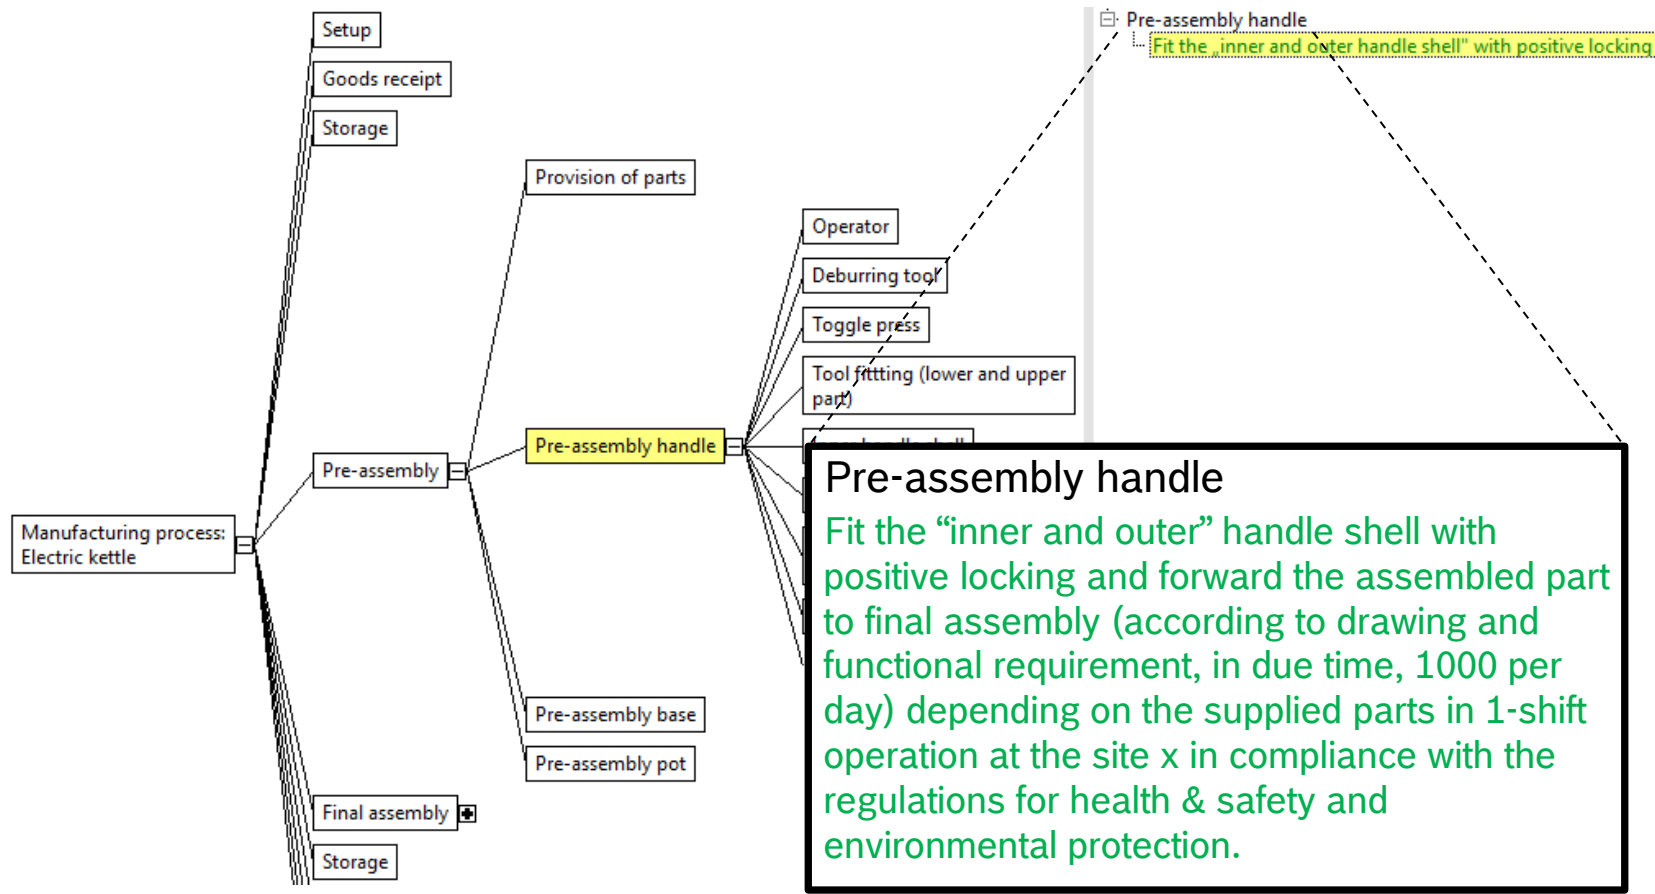 Setup
Goods receipt
Storage
Provision of parts
Operator
Deburring tool
Toggle press
Tool fittting (lower and upper
part)
Pre-assembly handle
Pre-assembly
Manufacturing process:
Electric kettle
Pre-assembly base
Pre-assembly pot
Final assembly
Storage
Pre-assembly handle
Fit the „inner and outer handle shell" with positive locking
Pre-assembly handle
Fit the “inner and outer” handle shell with
positive locking and forward the assembled part
to final assembly (according to drawing and
functional requirement, in due time, 1000 per
day) depending on the supplied parts in 1-shift
operation at the site x in compliance with the
regulations for health & safety and
environmental protection.